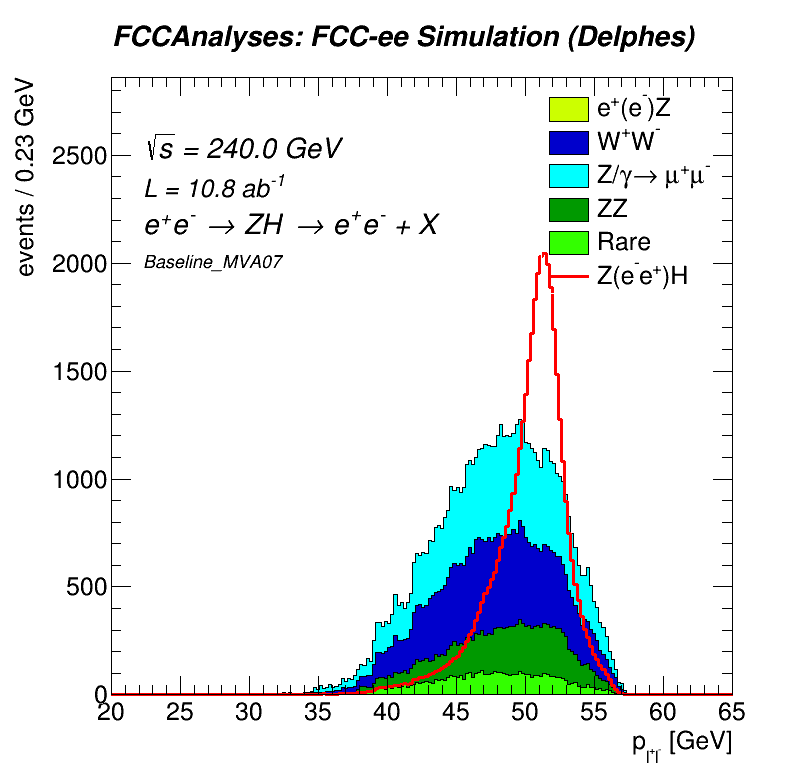 FCCAnalyses: FCC-ee Simulation (Delphes)
events / 0.23 GeV
√s = 240.0 GeV
L = 10.8 ab⁻¹
e⁺e⁻ → ZH → e⁺e⁻ + X
Baseline_MVA07
e⁺(e⁻)Z
W⁺W⁻
Z/γ→ μ⁺μ⁻
ZZ
Rare
Z(e⁻e⁺)H
2500
2000
1500
1000
500
0
20 25 30 35 40 45 50 55 60 65
p_l⁺l⁻ [GeV]